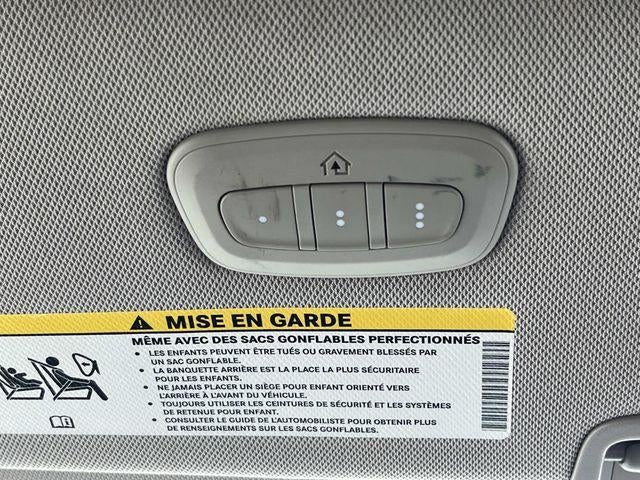 MISE EN GARDE
MÊME AVEC DES SACS GONFLABLES PERFECTIONNÉS
• LES ENFANTS PEUVENT ÊTRE TUÉS OU GRAVEMENT BLESSÉS PAR
UN SAC GONFLABLE.
• LA BANQUETTE ARRIÈRE EST LA PLACE LA PLUS SÉCURITAIRE
POUR LES ENFANTS.
• NE JAMAIS PLACER UN SIÈGE POUR ENFANT ORIENTÉ VERS
L'ARRIÈRE À L'AVANT DU VÉHICULE.
• TOUJOURS UTILISER LES CEINTURES DE SÉCURITÉ ET LES SYSTÈMES
DE RETENUE POUR ENFANT.
• CONSULTER LE GUIDE DE L'AUTOMOBILISTE POUR OBTENIR PLUS
DE RENSEIGNEMENTS SUR LES SACS GONFLABLES.